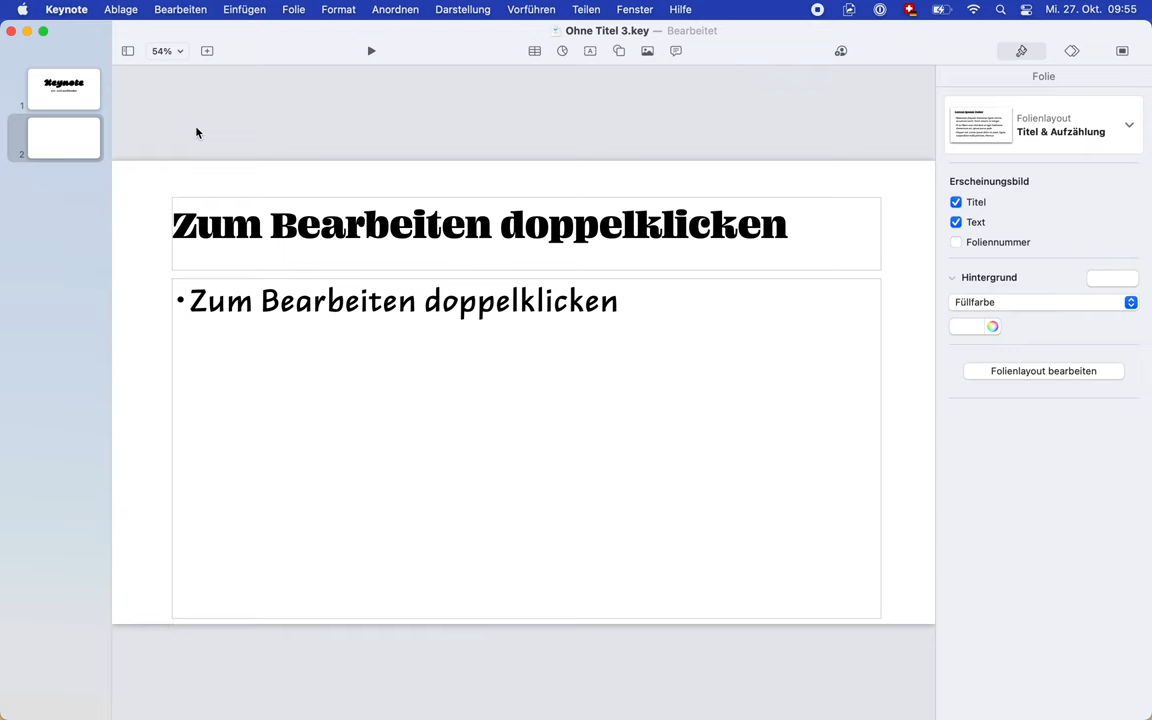 Keynote Ablage Bearbeiten Einfügen Folie Format Anordnen Darstellung Vorführen Teilen Fenster Hilfe Mi. 27. Okt. 09:55
Ohne Titel 3.key — Bearbeitet
54%
Folie
Keynote
1
2
Folienlayout
Titel & Aufzählung
Erscheinungsbild
Titel
Text
Foliennummer
Hintergrund
Füllfarbe
Folienlayout bearbeiten
Zum Bearbeiten doppelklicken
• Zum Bearbeiten doppelklicken